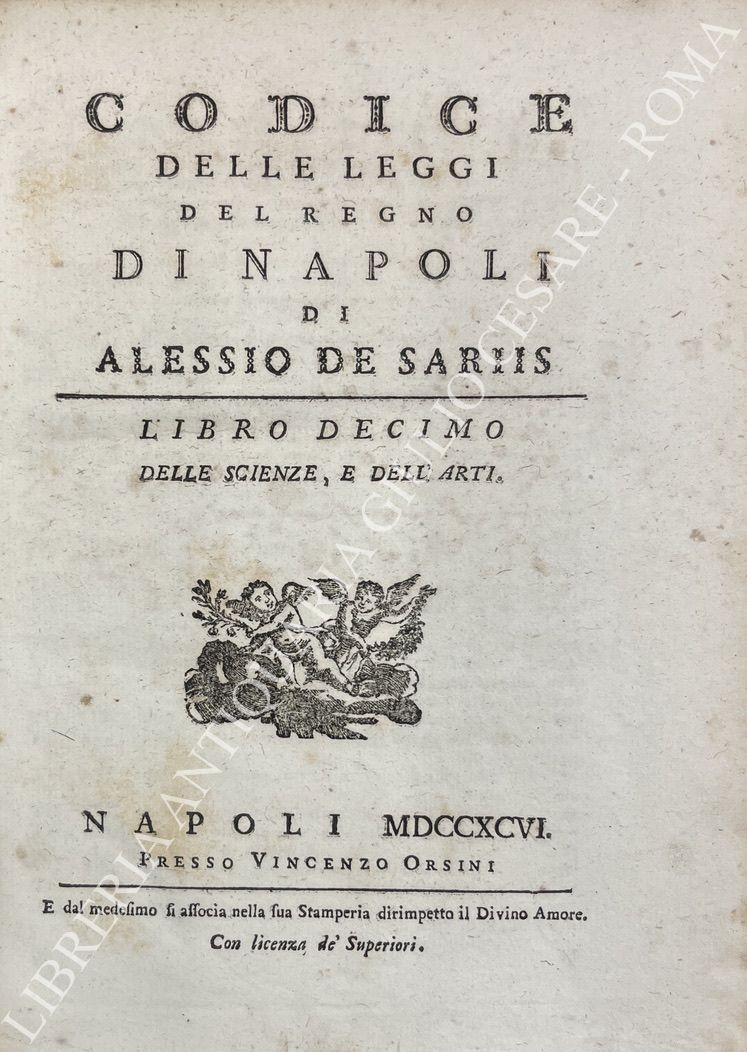 CODICE
DELLE LEGGI
DEL REGNO
DI NAPOLI
DI
ALESSIO DE SARIIS
LIBRO DECIMO
DELLE SCIENZE, E DELL' ARTI.
NAPOLI MDCCXCVI.
PRESSO VINCENZO ORSINI
E dal medesimo si associa nella sua Stamperia dirimpetto il Divino Amore.
Con licenza de' Superiori.
LIBRERIA ANTIQUARIA GIULIO CESARE - ROMA